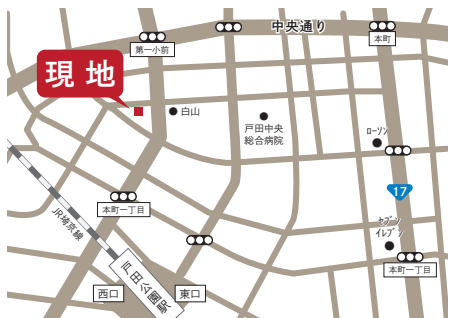 中央通り
本町
第一小前
現地
白山
戸田中央
総合病院
ローソン
17
本町一丁目
JR埼京線
セブン
イレブン
戸田公園駅
西口
東口
本町一丁目